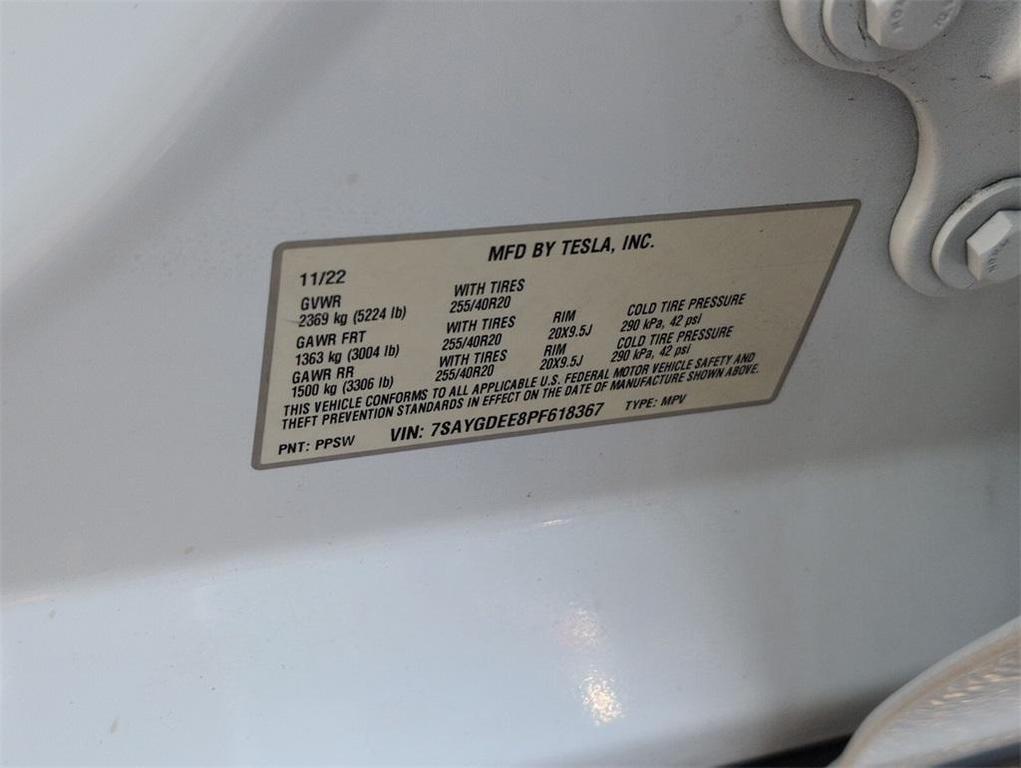 MFD BY TESLA, INC.
11/22
GVWR WITH TIRES
2369 kg (5224 lb) 255/40R20
GAWR FRT WITH TIRES RIM COLD TIRE PRESSURE
1363 kg (3004 lb) 255/40R20 20X9.5J 290 kPa, 42 psi
GAWR RR WITH TIRES RIM COLD TIRE PRESSURE
1500 kg (3306 lb) 255/40R20 20X9.5J 290 kPa, 42 psi
THIS VEHICLE CONFORMS TO ALL APPLICABLE U.S. FEDERAL MOTOR VEHICLE SAFETY AND
THEFT PREVENTION STANDARDS IN EFFECT ON THE DATE OF MANUFACTURE SHOWN ABOVE.
PNT: PPSW VIN: 7SAYGDEE8PF618367 TYPE: MPV